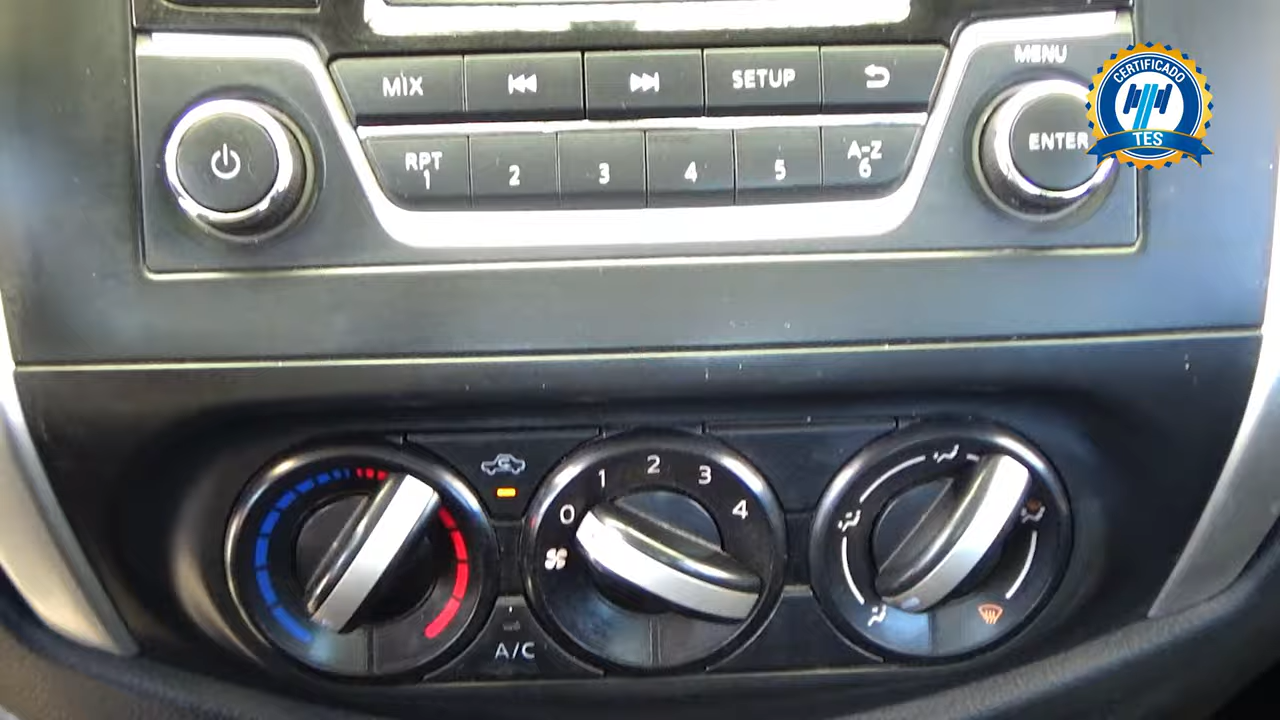 MIX SETUP
MENU
RPT
1 2 3 4 5 A-Z
6
ENTER
CERTIFICADO
TES
0 1 2 3 4
A/C